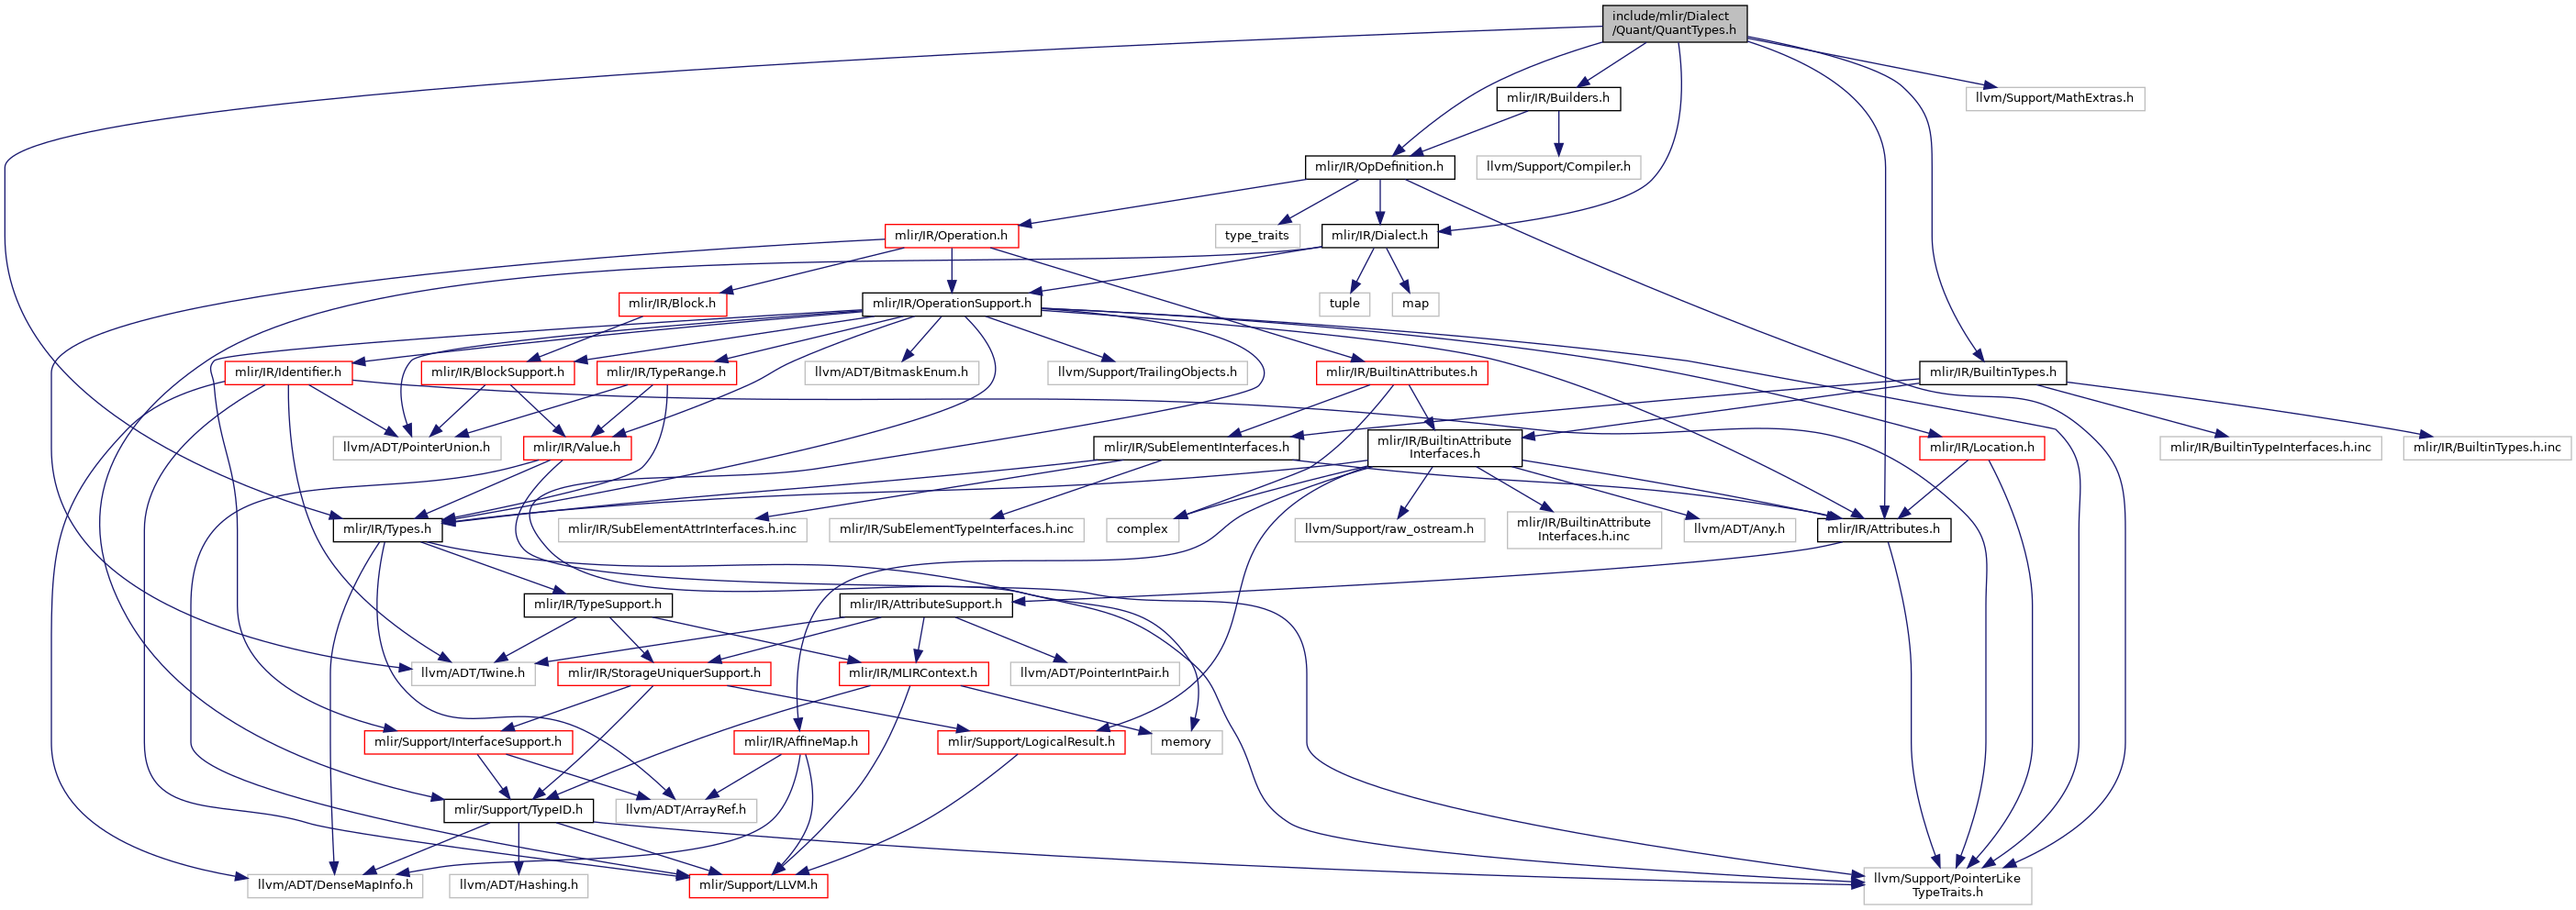 include/mlir/Dialect
/Quant/QuantTypes.h
mlir/IR/Builders.h
llvm/Support/MathExtras.h
mlir/IR/OpDefinition.h
llvm/Support/Compiler.h
mlir/IR/Operation.h
type_traits
mlir/IR/Dialect.h
mlir/IR/Block.h
mlir/IR/OperationSupport.h
tuple
map
mlir/IR/Identifier.h
mlir/IR/BlockSupport.h
mlir/IR/TypeRange.h
llvm/ADT/BitmaskEnum.h
llvm/Support/TrailingObjects.h
mlir/IR/BuiltinAttributes.h
mlir/IR/BuiltinTypes.h
llvm/ADT/PointerUnion.h
mlir/IR/Value.h
mlir/IR/SubElementInterfaces.h
mlir/IR/BuiltinAttribute
Interfaces.h
mlir/IR/Location.h
mlir/IR/BuiltinTypeInterfaces.h.inc
mlir/IR/BuiltinTypes.h.inc
mlir/IR/Types.h
mlir/IR/SubElementAttrInterfaces.h.inc
mlir/IR/SubElementTypeInterfaces.h.inc
complex
llvm/Support/raw_ostream.h
mlir/IR/BuiltinAttribute
Interfaces.h.inc
llvm/ADT/Any.h
mlir/IR/Attributes.h
mlir/IR/TypeSupport.h
mlir/IR/AttributeSupport.h
llvm/ADT/Twine.h
mlir/IR/StorageUniquerSupport.h
mlir/IR/MLIRContext.h
llvm/ADT/PointerIntPair.h
mlir/Support/InterfaceSupport.h
mlir/IR/AffineMap.h
mlir/Support/LogicalResult.h
memory
mlir/Support/TypeID.h
llvm/ADT/ArrayRef.h
llvm/ADT/DenseMapInfo.h
llvm/ADT/Hashing.h
mlir/Support/LLVM.h
llvm/Support/PointerLike
TypeTraits.h